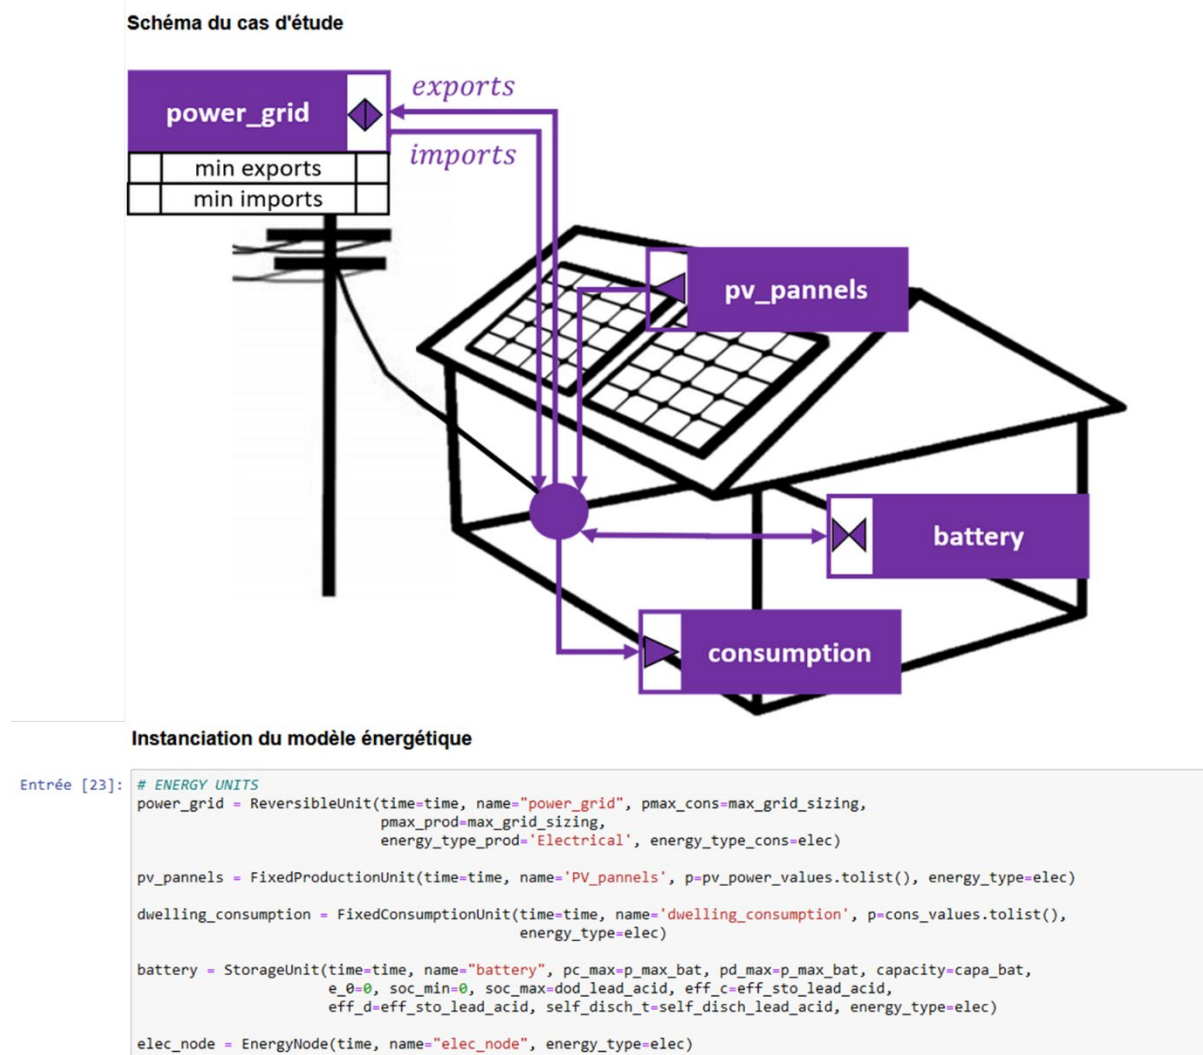 Schéma du cas d'étude
power_grid
exports
imports
min exports
min imports
pv_pannels
battery
consumption
Instanciation du modèle énergétique
Entrée [23]:
# ENERGY UNITS
power_grid = ReversibleUnit(time=time, name="power_grid", pmax_cons=max_grid_sizing,
pmax_prod=max_grid_sizing,
energy_type_prod='Electrical', energy_type_cons=elec)
pv_pannels = FixedProductionUnit(time=time, name='PV_pannels', p=pv_power_values.tolist(), energy_type=elec)
dwelling_consumption = FixedConsumptionUnit(time=time, name='dwelling_consumption', p=cons_values.tolist(),
energy_type=elec)
battery = StorageUnit(time=time, name="battery", pc_max=p_max_bat, pd_max=p_max_bat, capacity=capa_bat,
e_0=0, soc_min=0, soc_max=dod_lead_acid, eff_c=eff_sto_lead_acid,
eff_d=eff_sto_lead_acid, self_disch_t=self_disch_lead_acid, energy_type=elec)
elec_node = EnergyNode(time, name="elec_node", energy_type=elec)